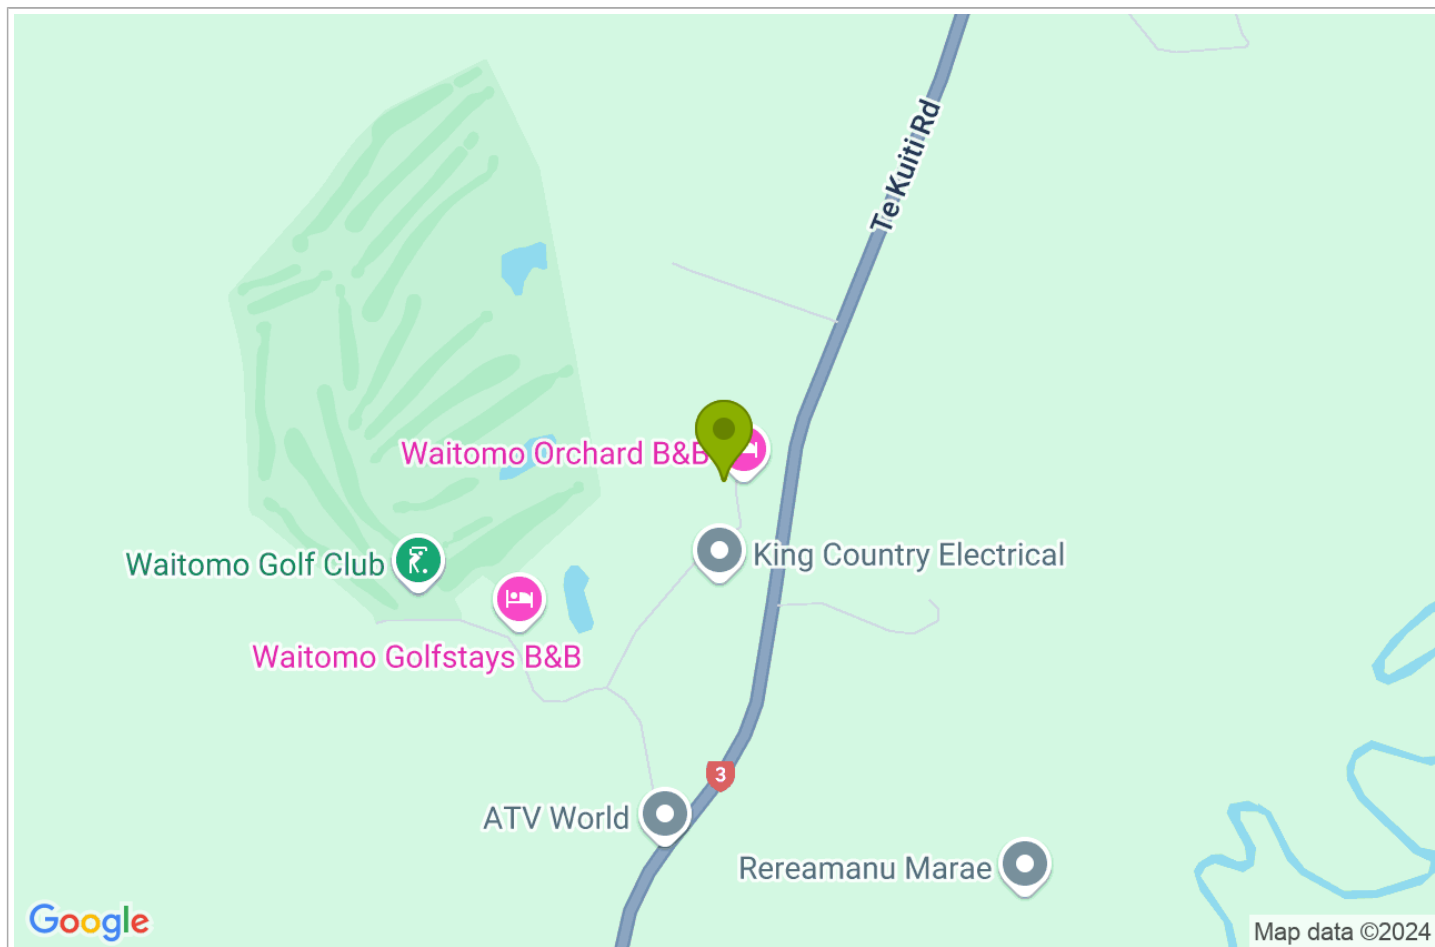 Te Kuiti Rd
Waitomo Orchard B&B
Waitomo Golf Club
King Country Electrical
Waitomo Golfstays B&B
3
ATV World
Rereamanu Marae
Google
Map data ©2024